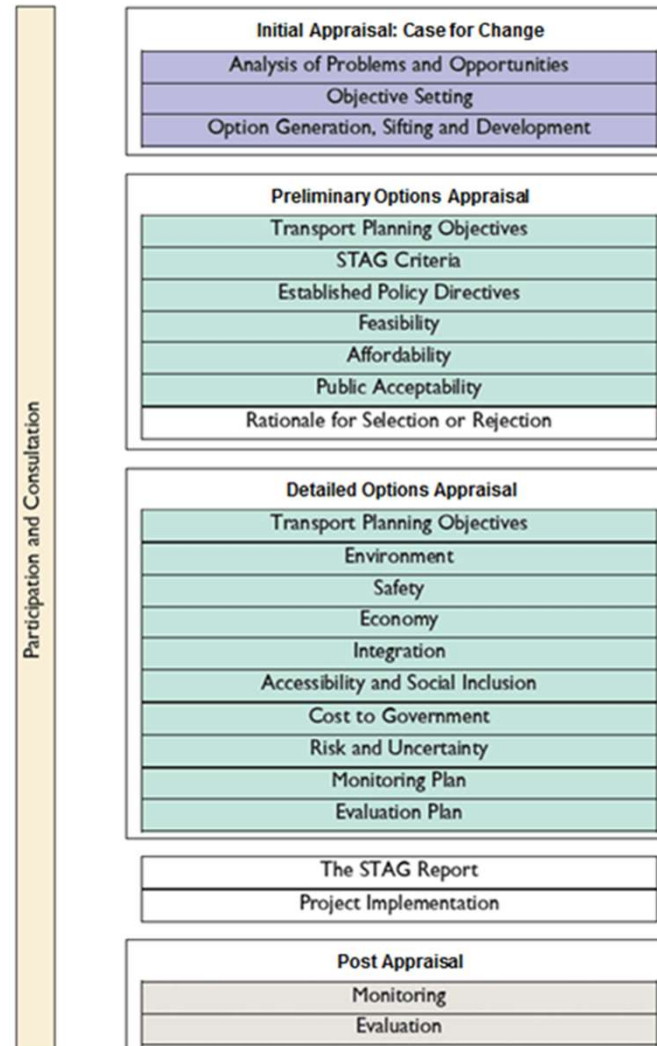 Participation and Consultation
Initial Appraisal: Case for Change
Analysis of Problems and Opportunities
Objective Setting
Option Generation, Sifting and Development
Preliminary Options Appraisal
Transport Planning Objectives
STAG Criteria
Established Policy Directives
Feasibility
Affordability
Public Acceptability
Rationale for Selection or Rejection
Detailed Options Appraisal
Transport Planning Objectives
Environment
Safety
Economy
Integration
Accessibility and Social Inclusion
Cost to Government
Risk and Uncertainty
Monitoring Plan
Evaluation Plan
The STAG Report
Project Implementation
Post Appraisal
Monitoring
Evaluation